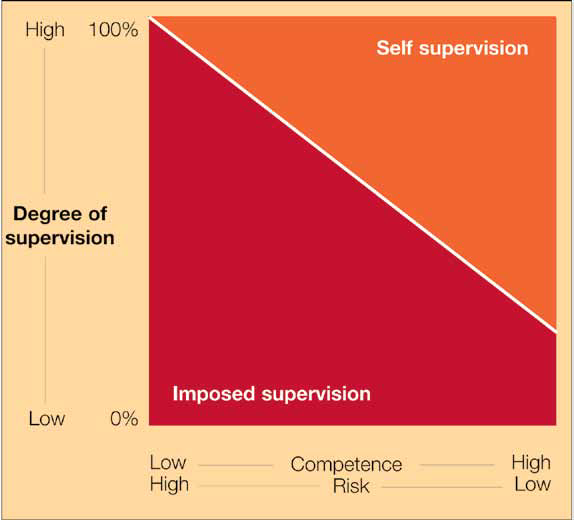 High 100%
Self supervision
Degree of
supervision
Imposed supervision
Low 0%
Low Competence High
High Risk Low